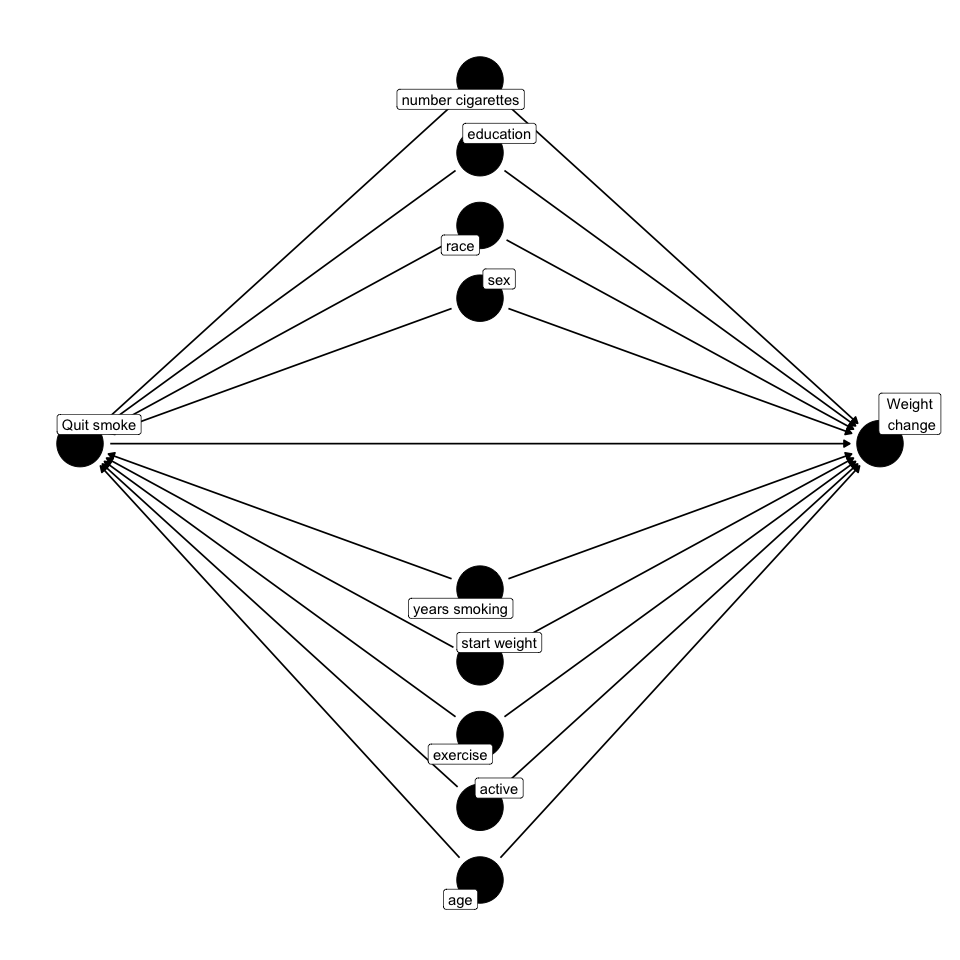 number cigarettes
education
race
sex
Quit smoke
Weight
change
years smoking
start weight
exercise
active
age